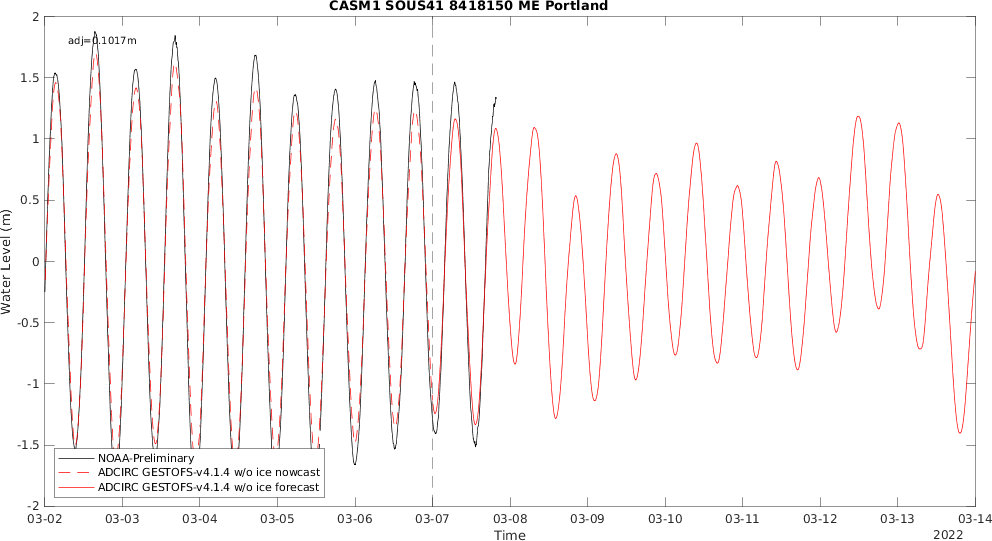 CASM1 SOUS41 8418150 ME Portland
adj=0.1017m
Water Level (m)
2
1.5
1
0.5
0
-0.5
-1
-1.5
-2
NOAA-Preliminary
ADCIRC GESTOFS-v4.1.4 w/o ice nowcast
ADCIRC GESTOFS-v4.1.4 w/o ice forecast
03-02 03-03 03-04 03-05 03-06 03-07 03-08 03-09 03-10 03-11 03-12 03-13 03-14
Time
2022